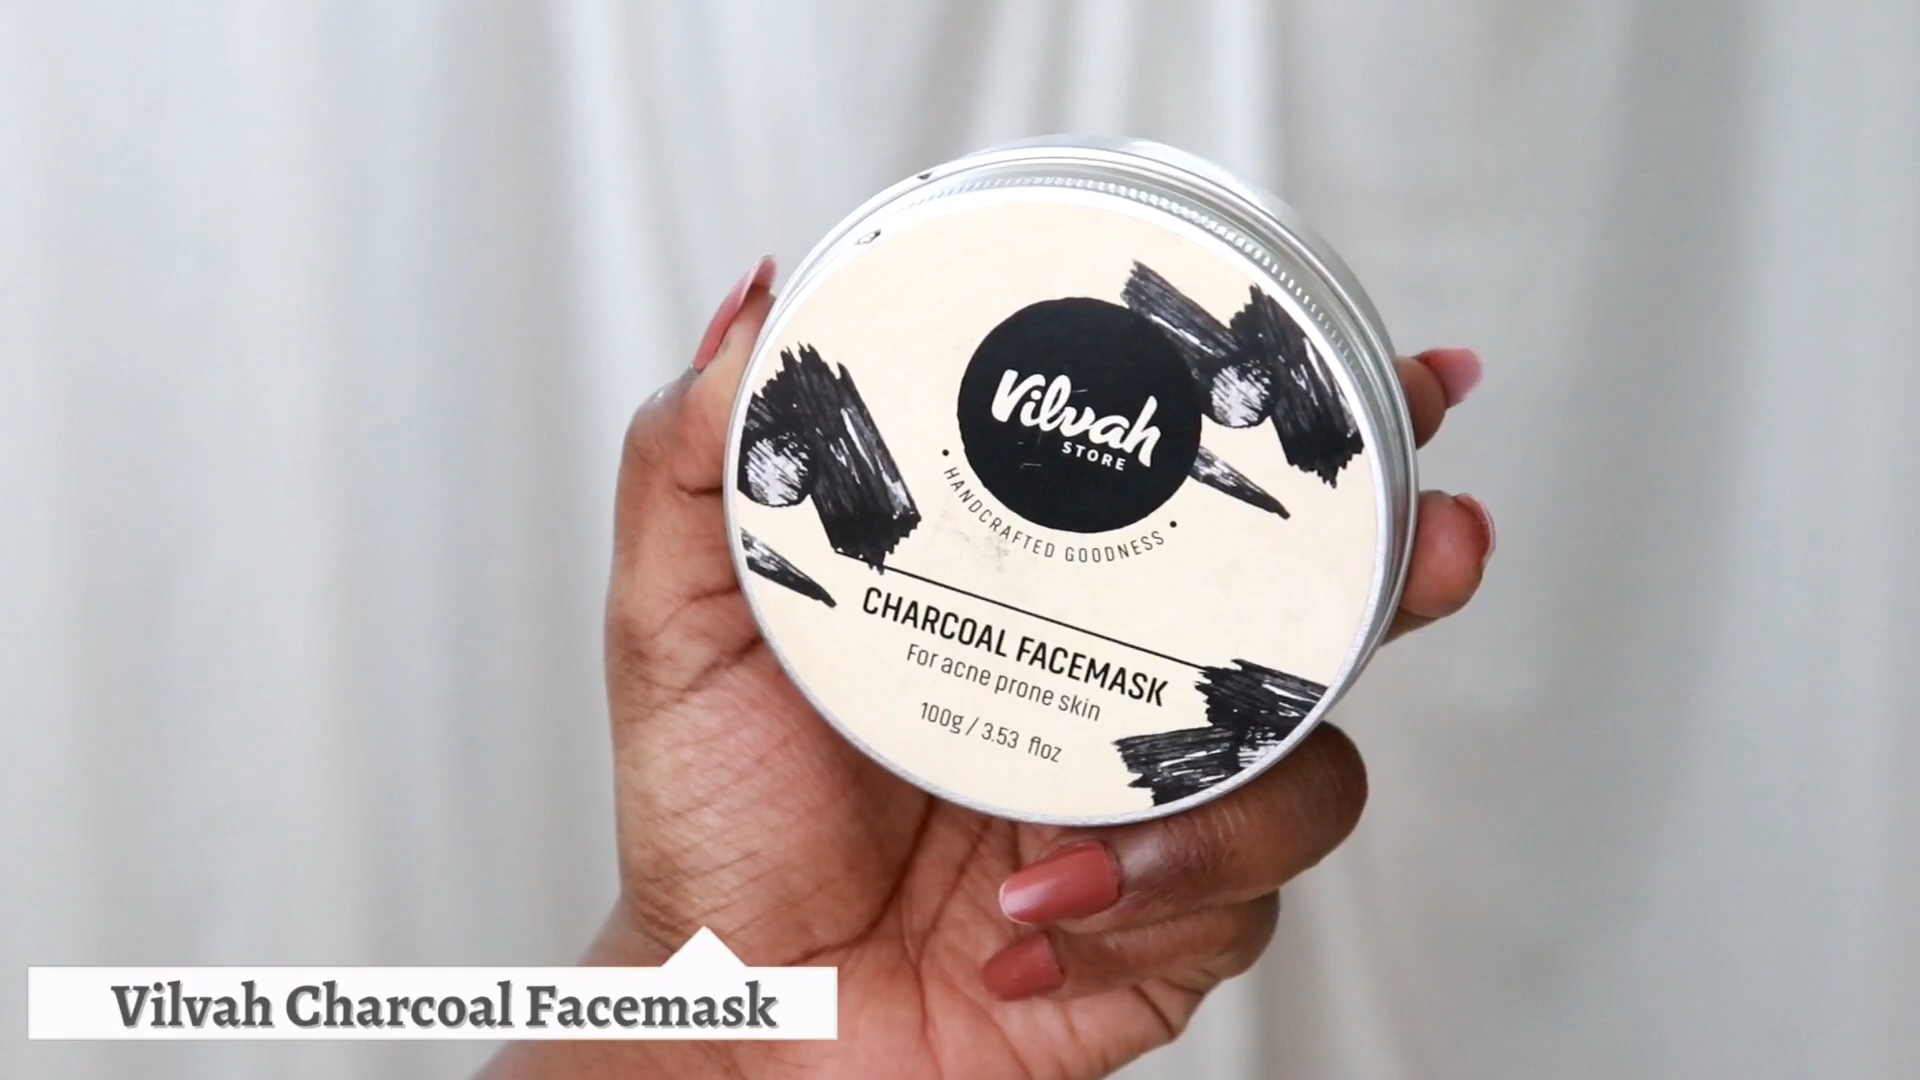 Vilvah
STORE
• HANDCRAFTED GOODNESS •
CHARCOAL FACEMASK
For acne prone skin
100g / 3.53 floz
Vilvah Charcoal Facemask